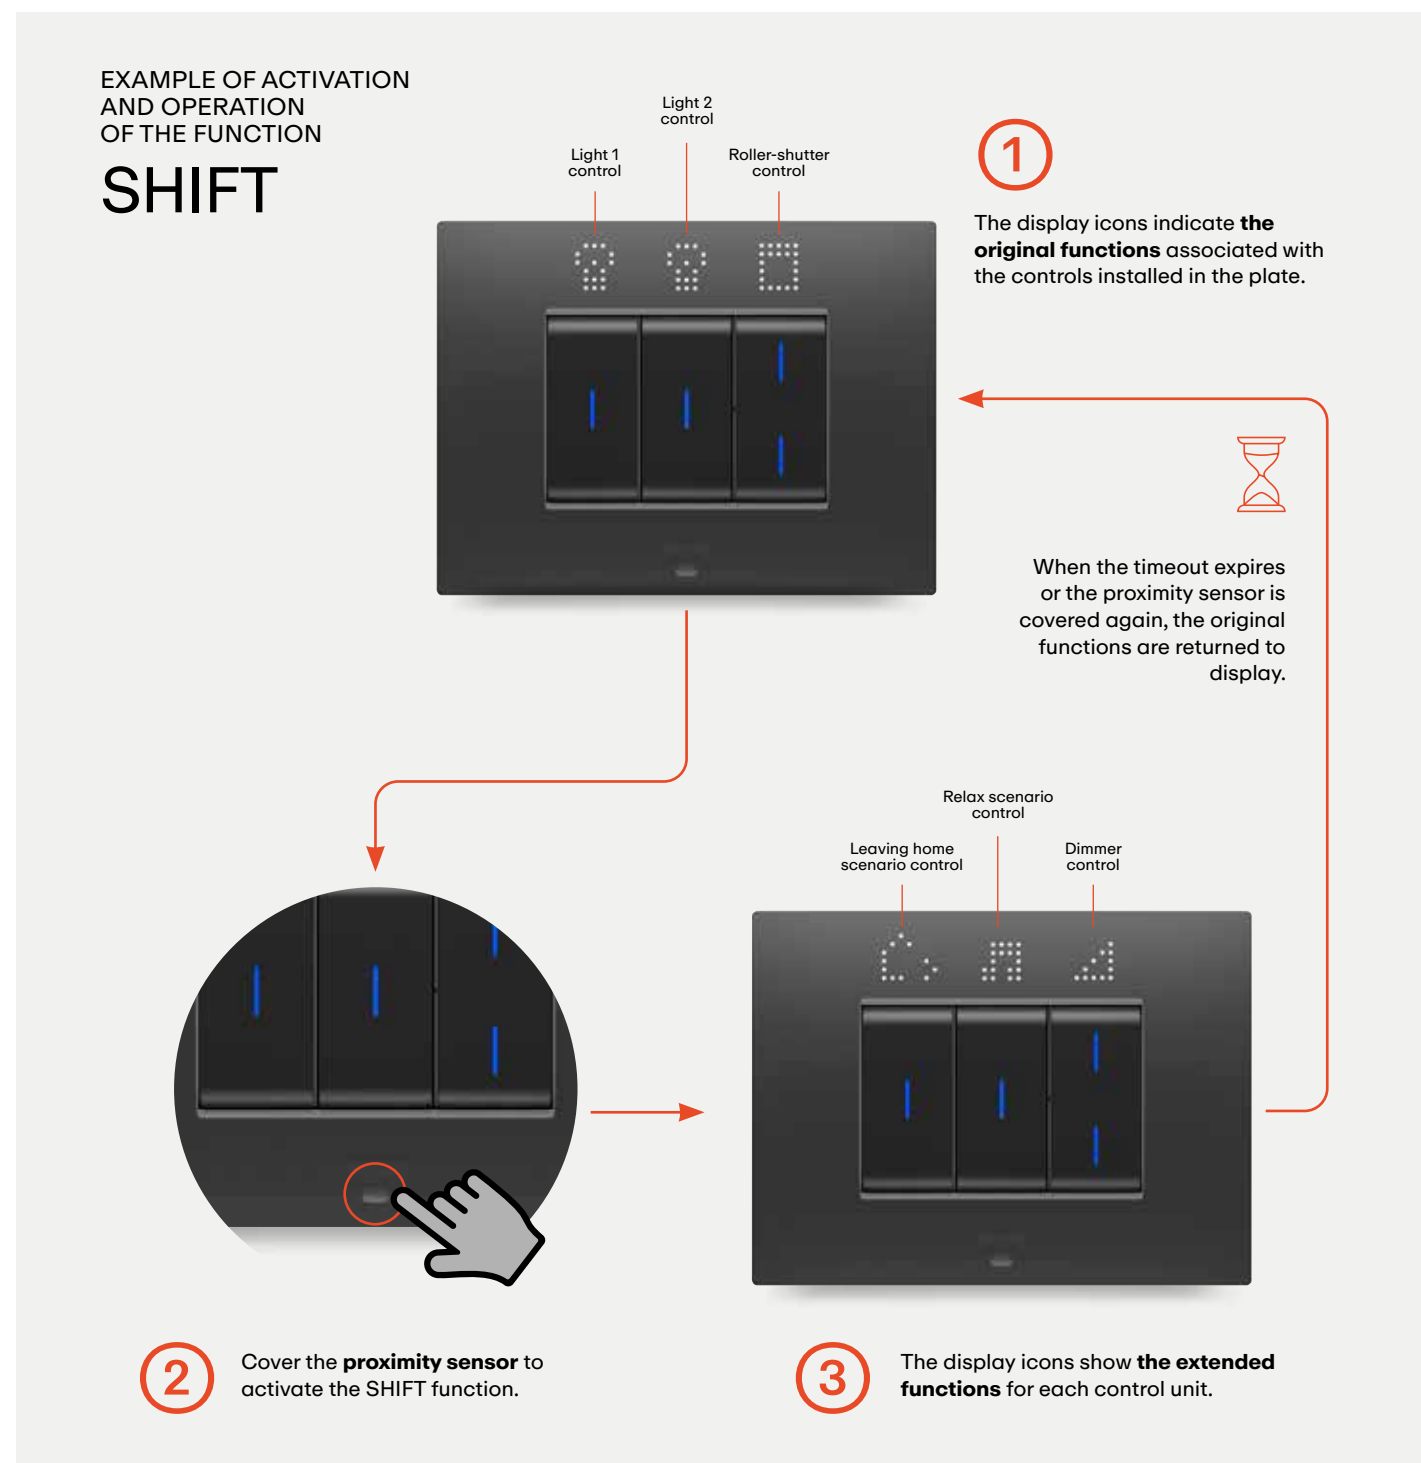 EXAMPLE OF ACTIVATION
AND OPERATION
OF THE FUNCTION
SHIFT
Light 1
control
Light 2
control
Roller-shutter
control
1
The display icons indicate the
original functions associated with
the controls installed in the plate.
When the timeout expires
or the proximity sensor is
covered again, the original
functions are returned to
display.
Leaving home
scenario control
Relax scenario
control
Dimmer
control
2
Cover the proximity sensor to
activate the SHIFT function.
3
The display icons show the extended
functions for each control unit.